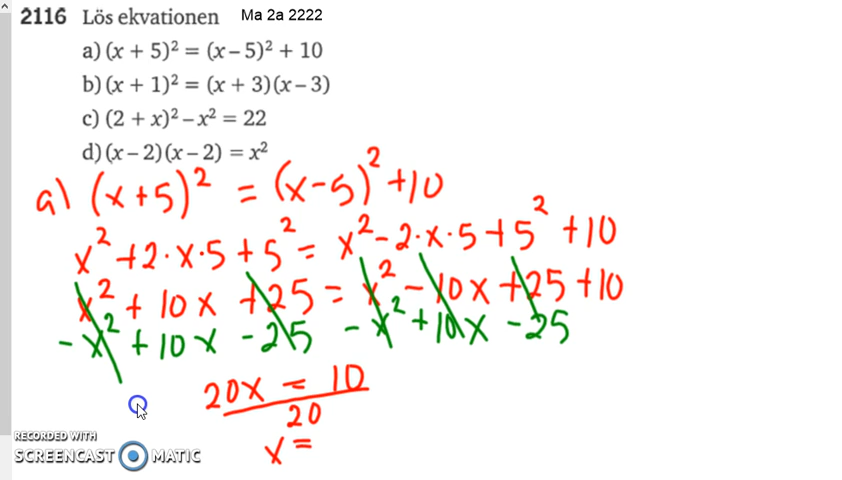 2116 Lös ekvationen Ma 2a 2222
a) (x + 5)² = (x – 5)² + 10
b) (x + 1)² = (x + 3)(x – 3)
c) (2 + x)² – x² = 22
d) (x – 2)(x – 2) = x²
a) (x+5)² = (x-5)² +10
x² +2·x·5 +5² = x² -2·x·5 +5² +10
x² + 10x +25 = x² -10x +25 +10
-x² +10x -25 -x² +10x -25
20x = 10
20
x =
RECORDED WITH
SCREENCAST MATIC